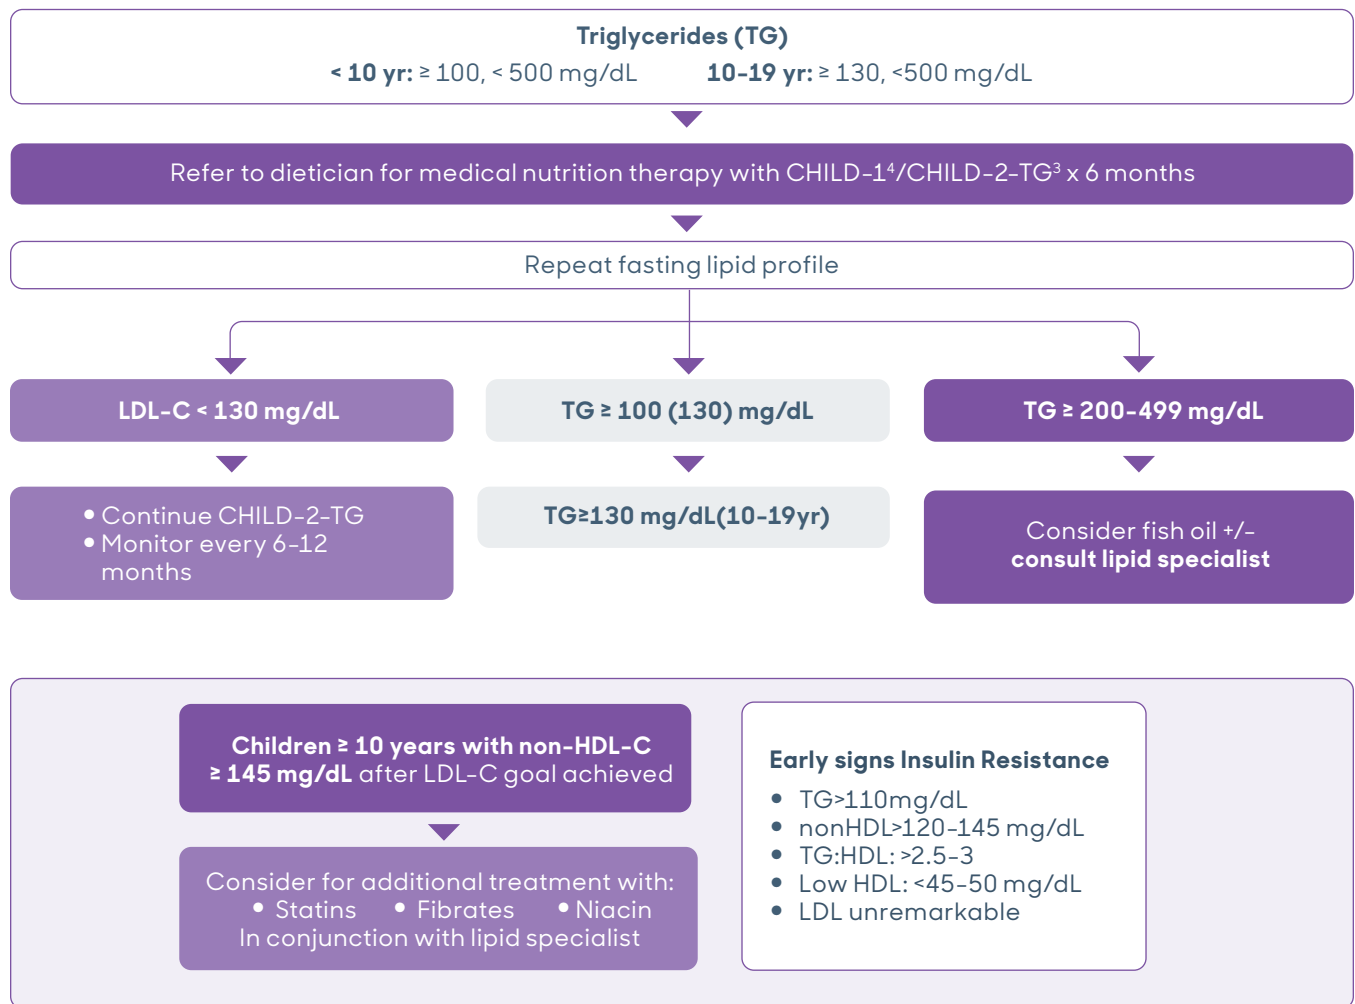 Triglycerides (TG)
< 10 yr: ≥ 100, < 500 mg/dL 10-19 yr: ≥ 130, <500 mg/dL
Refer to dietician for medical nutrition therapy with CHILD-1⁴/CHILD-2-TG³ x 6 months
Repeat fasting lipid profile
LDL-C < 130 mg/dL
TG ≥ 100 (130) mg/dL
TG ≥ 200-499 mg/dL
• Continue CHILD-2-TG
• Monitor every 6-12
months
TG≥130 mg/dL(10-19yr)
Consider fish oil +/-
consult lipid specialist
Children ≥ 10 years with non-HDL-C
≥ 145 mg/dL after LDL-C goal achieved
Consider for additional treatment with:
• Statins • Fibrates • Niacin
In conjunction with lipid specialist
Early signs Insulin Resistance
• TG>110mg/dL
• nonHDL>120-145 mg/dL
• TG:HDL: >2.5-3
• Low HDL: <45-50 mg/dL
• LDL unremarkable